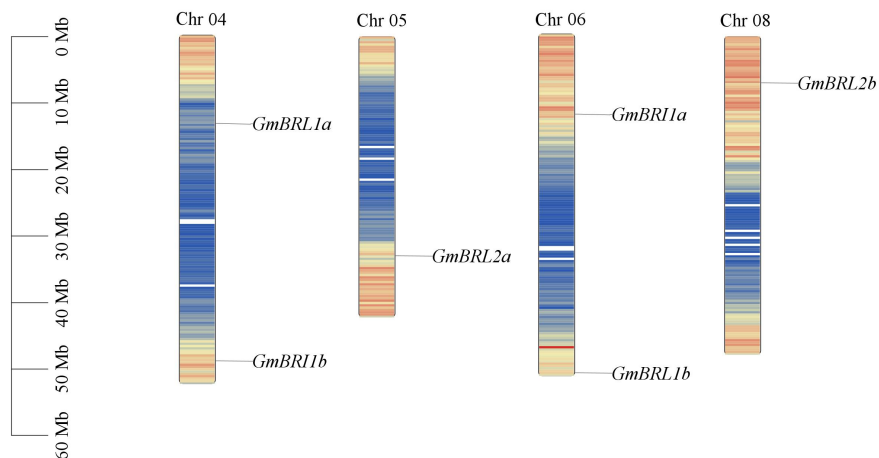 Chr 04
Chr 05
Chr 06
Chr 08
0 Mb
10 Mb
20 Mb
30 Mb
40 Mb
50 Mb
60 Mb
GmBRL1a
GmBRI1b
GmBRL2a
GmBRI1a
GmBRL1b
GmBRL2b